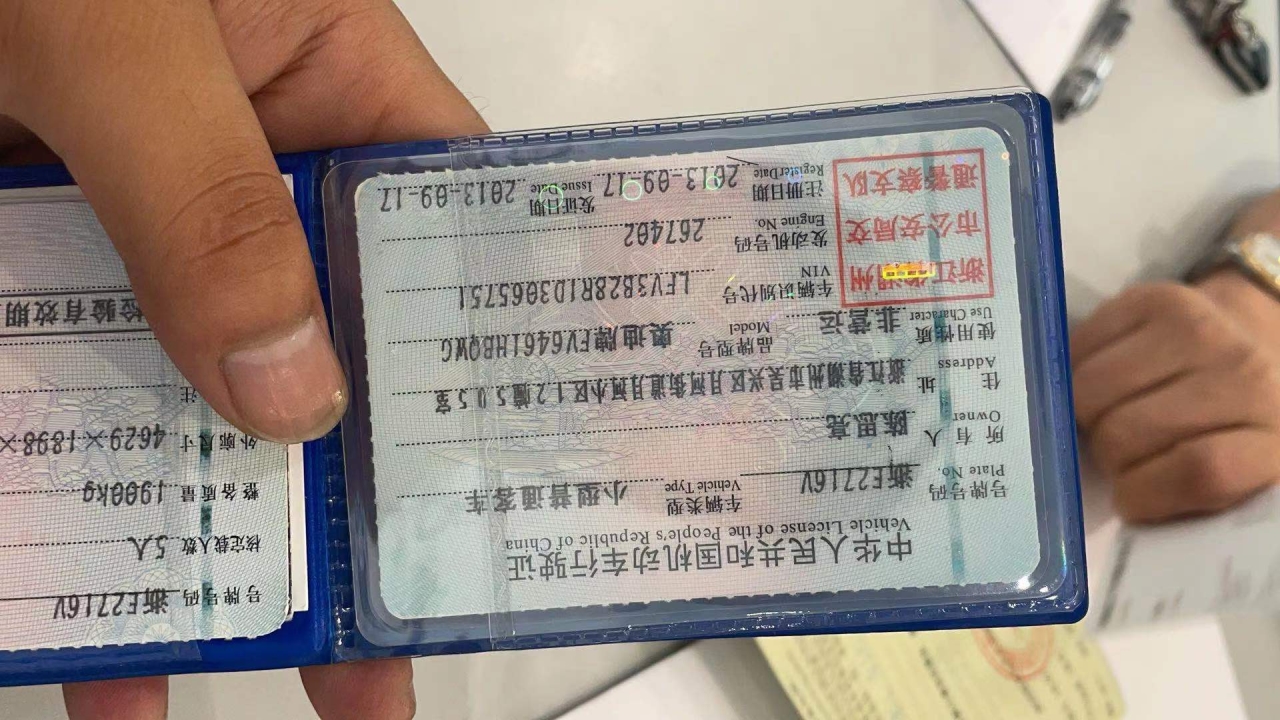 中华人民共和国机动车行驶证
Vehicle License of the People's Republic of China
号牌号码 浙E2716V 车辆类型 小型普通客车
Plate No. Vehicle Type
所有人 陈思亮
Owner
住址 浙江省湖州市吴兴区月河街道月河小区12幢505室
Address
使用性质 非营运 品牌型号 奥迪牌FV6461HBQWG
Use Character Model
浙江省湖州市公安局交通警察支队
车辆识别代号 LFV3B28R1D3065751
VIN
发动机号码 267402
Engine No.
注册日期 2013-09-17 发证日期 2013-09-17
Register Date Issue Date
号牌号码 浙E2716V
核定载人数 5人
整备质量 1900kg
外廓尺寸 4629×1898×
注
检验有效期